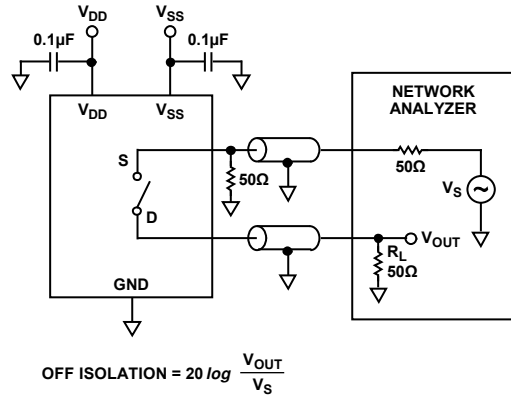 V_DD V_SS
0.1µF 0.1µF
V_DD V_SS
NETWORK
ANALYZER
S
50Ω
50Ω
V_S
D
V_OUT
R_L
50Ω
GND
OFF ISOLATION = 20 log V_OUT / V_S